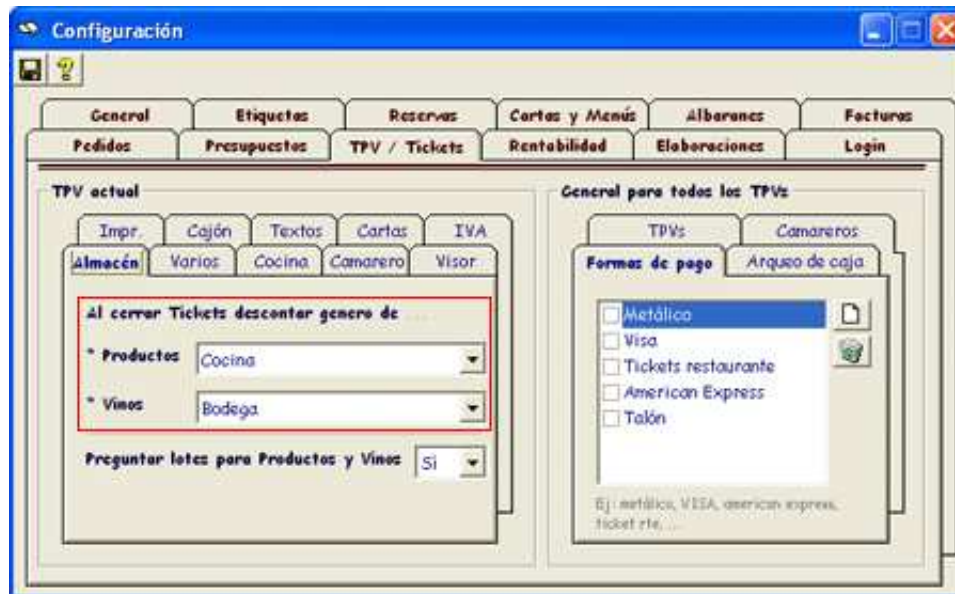 Configuración
General Etiquetas Reservas Cartas y Menús Albaranes Facturas
Pedidos Presupuestos TPV / Tickets Rentabilidad Elaboraciones Login
TPV actual
Impr. Cajón Textos Cartas IVA
Almacén Varios Cocina Camarero Visor
Al cerrar Tickets descontar genero de ...
* Productos Cocina
* Vinos Bodega
Preguntar lotes para Productos y Vinos Si
General para todos los TPVs
TPVs Camareros
Formas de pago Arqueo de caja
Metálico
Visa
Tickets restaurante
American Express
Talón
Ej: metálico, VISA, american express,
ticket rte, ...